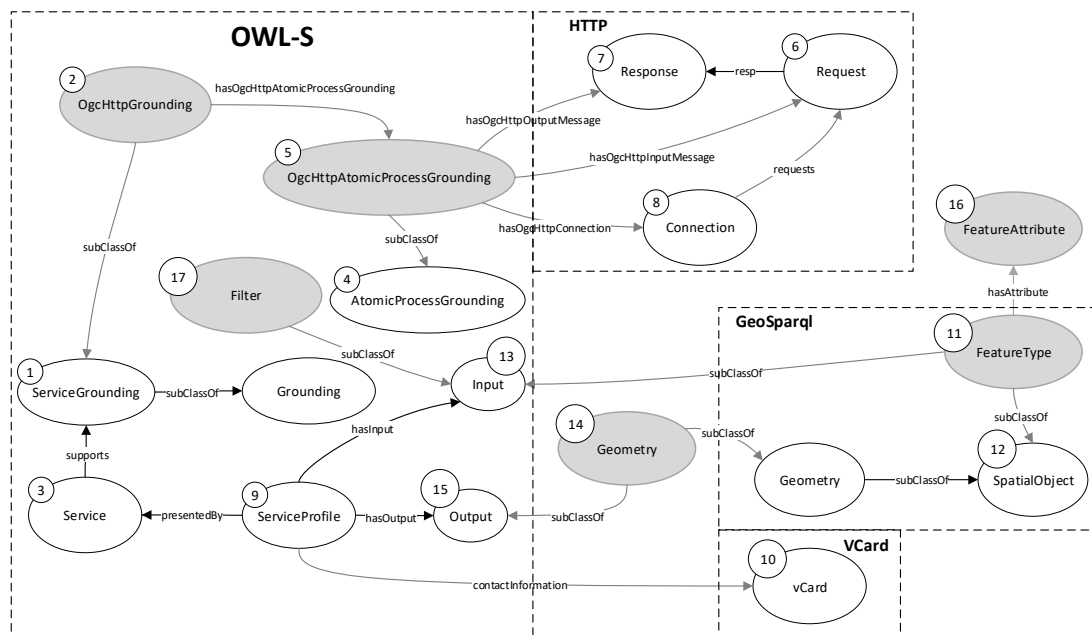 OWL-S
HTTP
2
OgcHttpGrounding
hasOgcHttpAtomicProcessGrounding
7
Response
resp
6
Request
hasOgcHttpOutputMessage
5
OgcHttpAtomicProcessGrounding
hasOgcHttpInputMessage
requests
8
Connection
hasOgcHttpConnection
16
FeatureAttribute
subClassOf
subClassOf
17
Filter
4
AtomicProcessGrounding
hasAttribute
GeoSparql
11
FeatureType
1
ServiceGrounding
subClassOf
Grounding
subClassOf
13
Input
subClassOf
hasInput
14
Geometry
subClassOf
subClassOf
supports
12
SpatialObject
Geometry
subClassOf
3
Service
presentedBy
9
ServiceProfile
hasOutput
15
Output
subClassOf
VCard
10
vCard
contactInformation